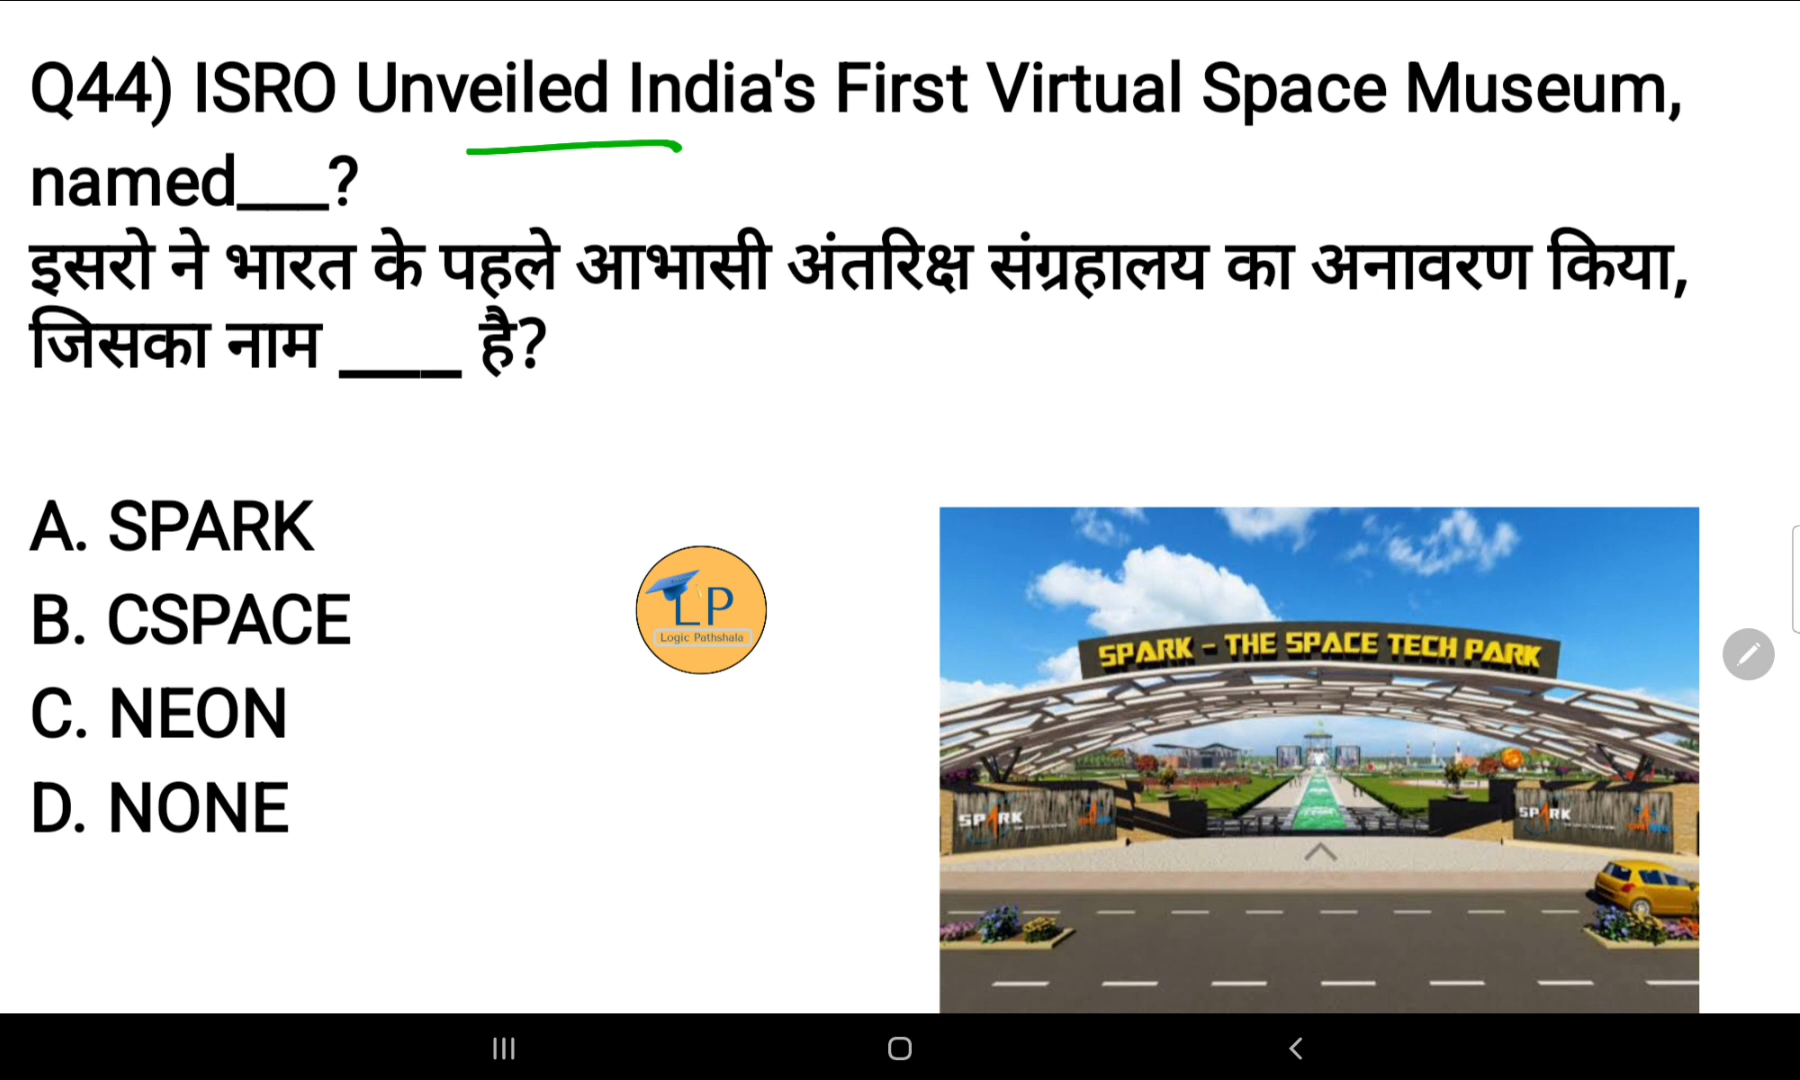 Q44) ISRO Unveiled India's First Virtual Space Museum,
named___?
इसरो ने भारत के पहले आभासी अंतरिक्ष संग्रहालय का अनावरण किया,
जिसका नाम ____ है?
A. SPARK
B. CSPACE
C. NEON
D. NONE
LP
Logic Pathshala
SPARK - THE SPACE TECH PARK
SPARK
SPARK